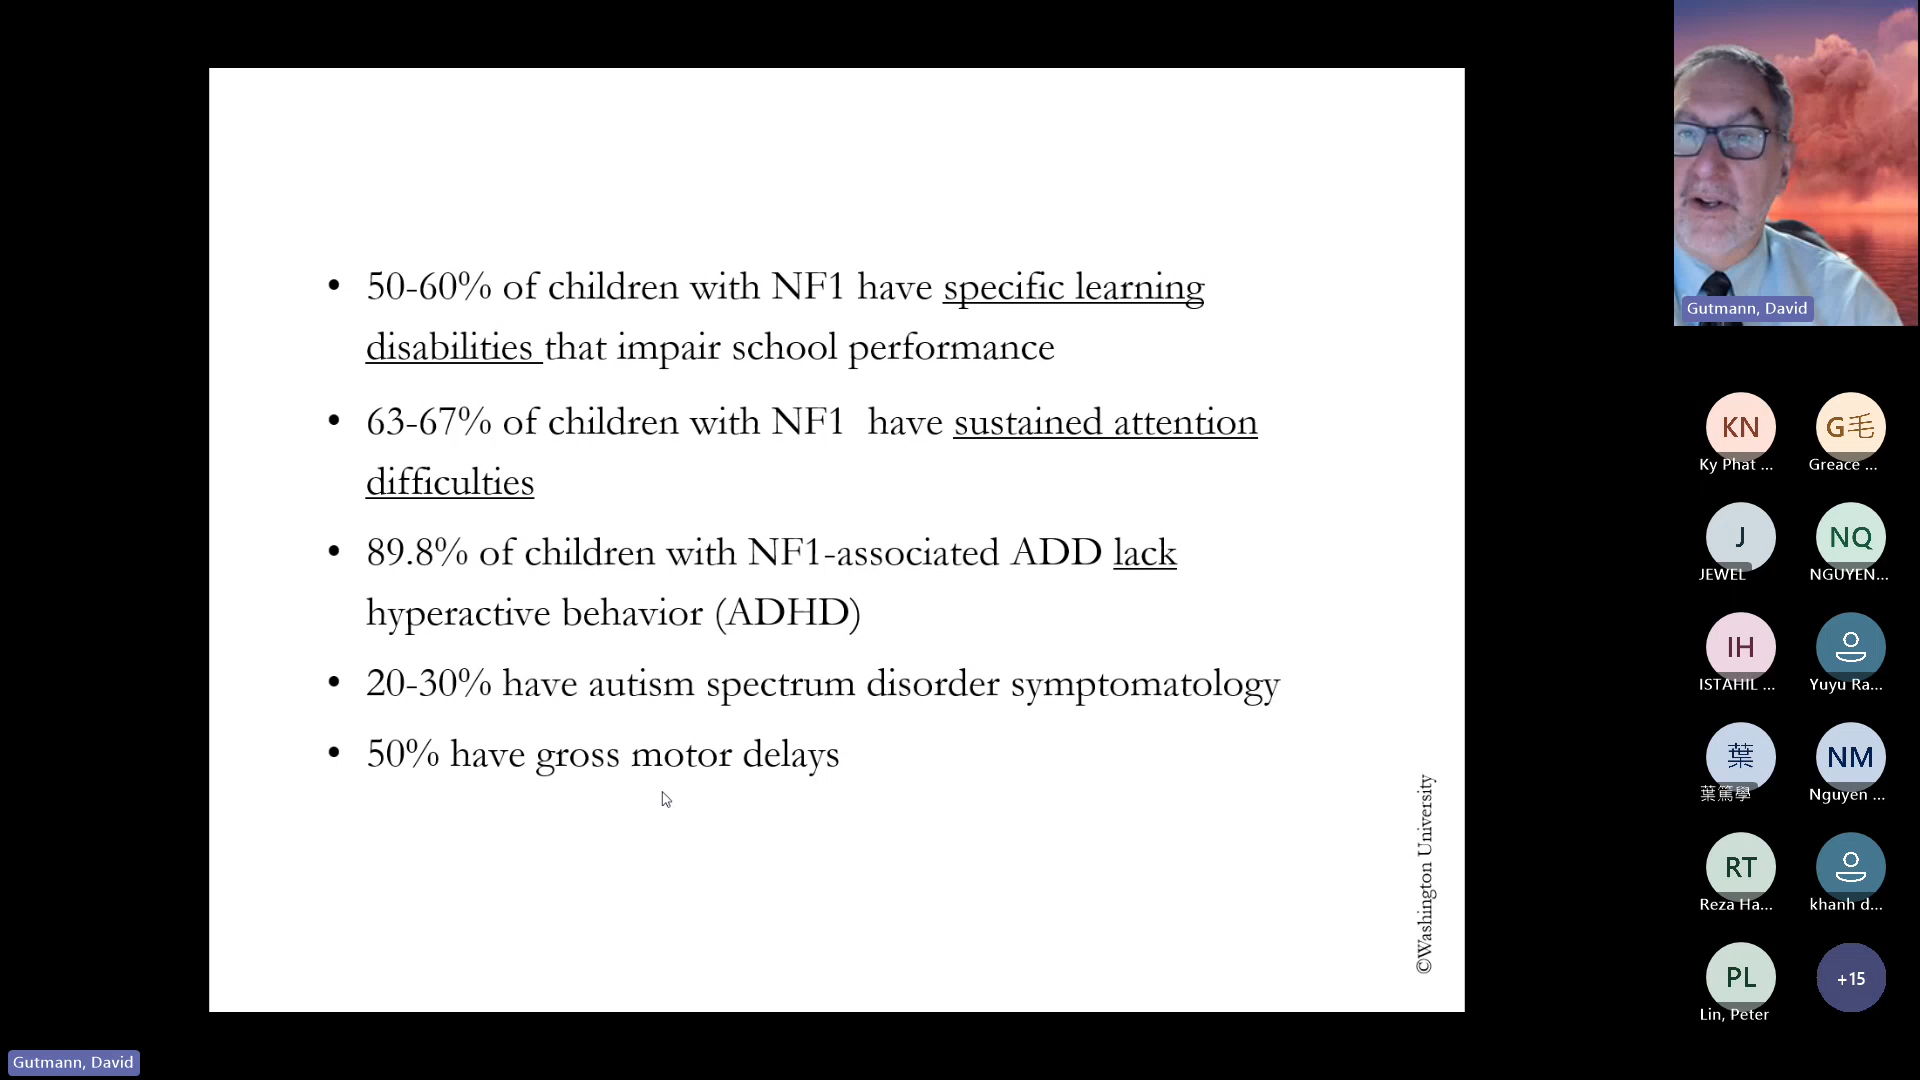 • 50-60% of children with NF1 have specific learning
disabilities that impair school performance
• 63-67% of children with NF1  have sustained attention
difficulties
• 89.8% of children with NF1-associated ADD lack
hyperactive behavior (ADHD)
• 20-30% have autism spectrum disorder symptomatology
• 50% have gross motor delays
©Washington University
Gutmann, David
KN
Ky Phat ...
G毛
Greace ...
J
JEWEL
NQ
NGUYEN...
IH
ISTAHIL ...
Yuyu Ra...
葉
葉篤學
NM
Nguyen ...
RT
Reza Ha...
khanh d...
PL
Lin, Peter
+15
Gutmann, David